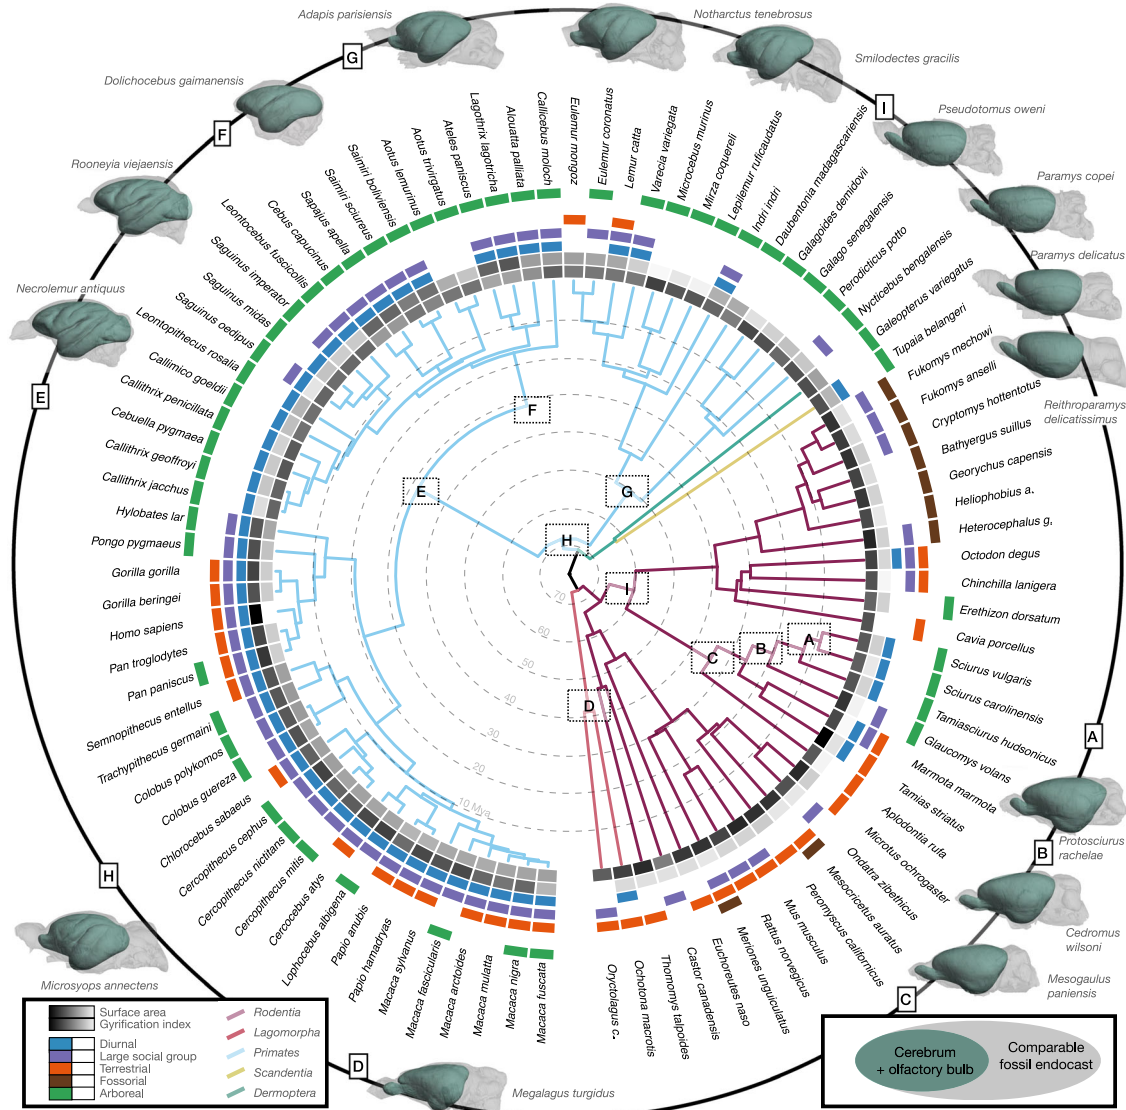 Adapis parisiensis
Notharctus tenebrosus
Smilodectes gracilis
Dolichocebus gaimanensis
Pseudotomus oweni
Rooneyia viejaensis
Paramys copei
Paramys delicatus
Necrolemur antiquus
Reithroparamys
delicatissimus
G
I
F
E
A
B
H
C
D
Protosciurus
rachelae
Cedromus
wilsoni
Mesogaulus
paniensis
Microsyops annectens
Megalagus turgidus
Macaca fuscata
Macaca nigra
Macaca mulatta
Macaca arctoides
Macaca fascicularis
Macaca sylvanus
Papio hamadryas
Papio anubis
Lophocebus albigena
Cercocebus atys
Cercopithecus mitis
Cercopithecus nictitans
Cercopithecus cephus
Chlorocebus sabaeus
Colobus guereza
Colobus polykomos
Trachypithecus germaini
Semnopithecus entellus
Pan paniscus
Pan troglodytes
Homo sapiens
Gorilla beringei
Gorilla gorilla
Pongo pygmaeus
Hylobates lar
Callithrix jacchus
Callithrix geoffroyi
Cebuella pygmaea
Callithrix penicillata
Callimico goeldii
Leontopithecus rosalia
Saguinus oedipus
Saguinus midas
Saguinus imperator
Leontocebus fuscicollis
Cebus capucinus
Sapajus apella
Saimiri sciureus
Saimiri boliviensis
Aotus lemurinus
Aotus trivirgatus
Ateles paniscus
Lagothrix lagotricha
Alouatta palliata
Callicebus moloch
Eulemur mongoz
Eulemur coronatus
Lemur catta
Varecia variegata
Microcebus murinus
Mirza coquereli
Lepilemur ruficaudatus
Indri indri
Daubentonia madagascariensis
Galagoides demidovii
Galago senegalensis
Perodicticus potto
Nycticebus bengalensis
Galeopterus variegatus
Tupaia belangeri
Fukomys mechowi
Fukomys anselli
Cryptomys hottentotus
Bathyergus suillus
Georychus capensis
Heliophobius a.
Heterocephalus g.
Octodon degus
Chinchilla lanigera
Erethizon dorsatum
Cavia porcellus
Sciurus vulgaris
Sciurus carolinensis
Tamiasciurus hudsonicus
Glaucomys volans
Marmota marmota
Tamias striatus
Aplodontia rufa
Microtus ochrogaster
Ondatra zibethicus
Mesocricetus auratus
Peromyscus californicus
Mus musculus
Rattus norvegicus
Meriones unguiculatus
Euchoreutes naso
Castor canadensis
Thomomys talpoides
Ochotona macrotis
Oryctolagus c.
F
E
G
H
I
A
B
C
D
70
60
50
40
30
20
10 Mya
Surface area
Gyrification index
Diurnal
Large social group
Terrestrial
Fossorial
Arboreal
Rodentia
Lagomorpha
Primates
Scandentia
Dermoptera
Cerebrum
+ olfactory bulb
Comparable
fossil endocast